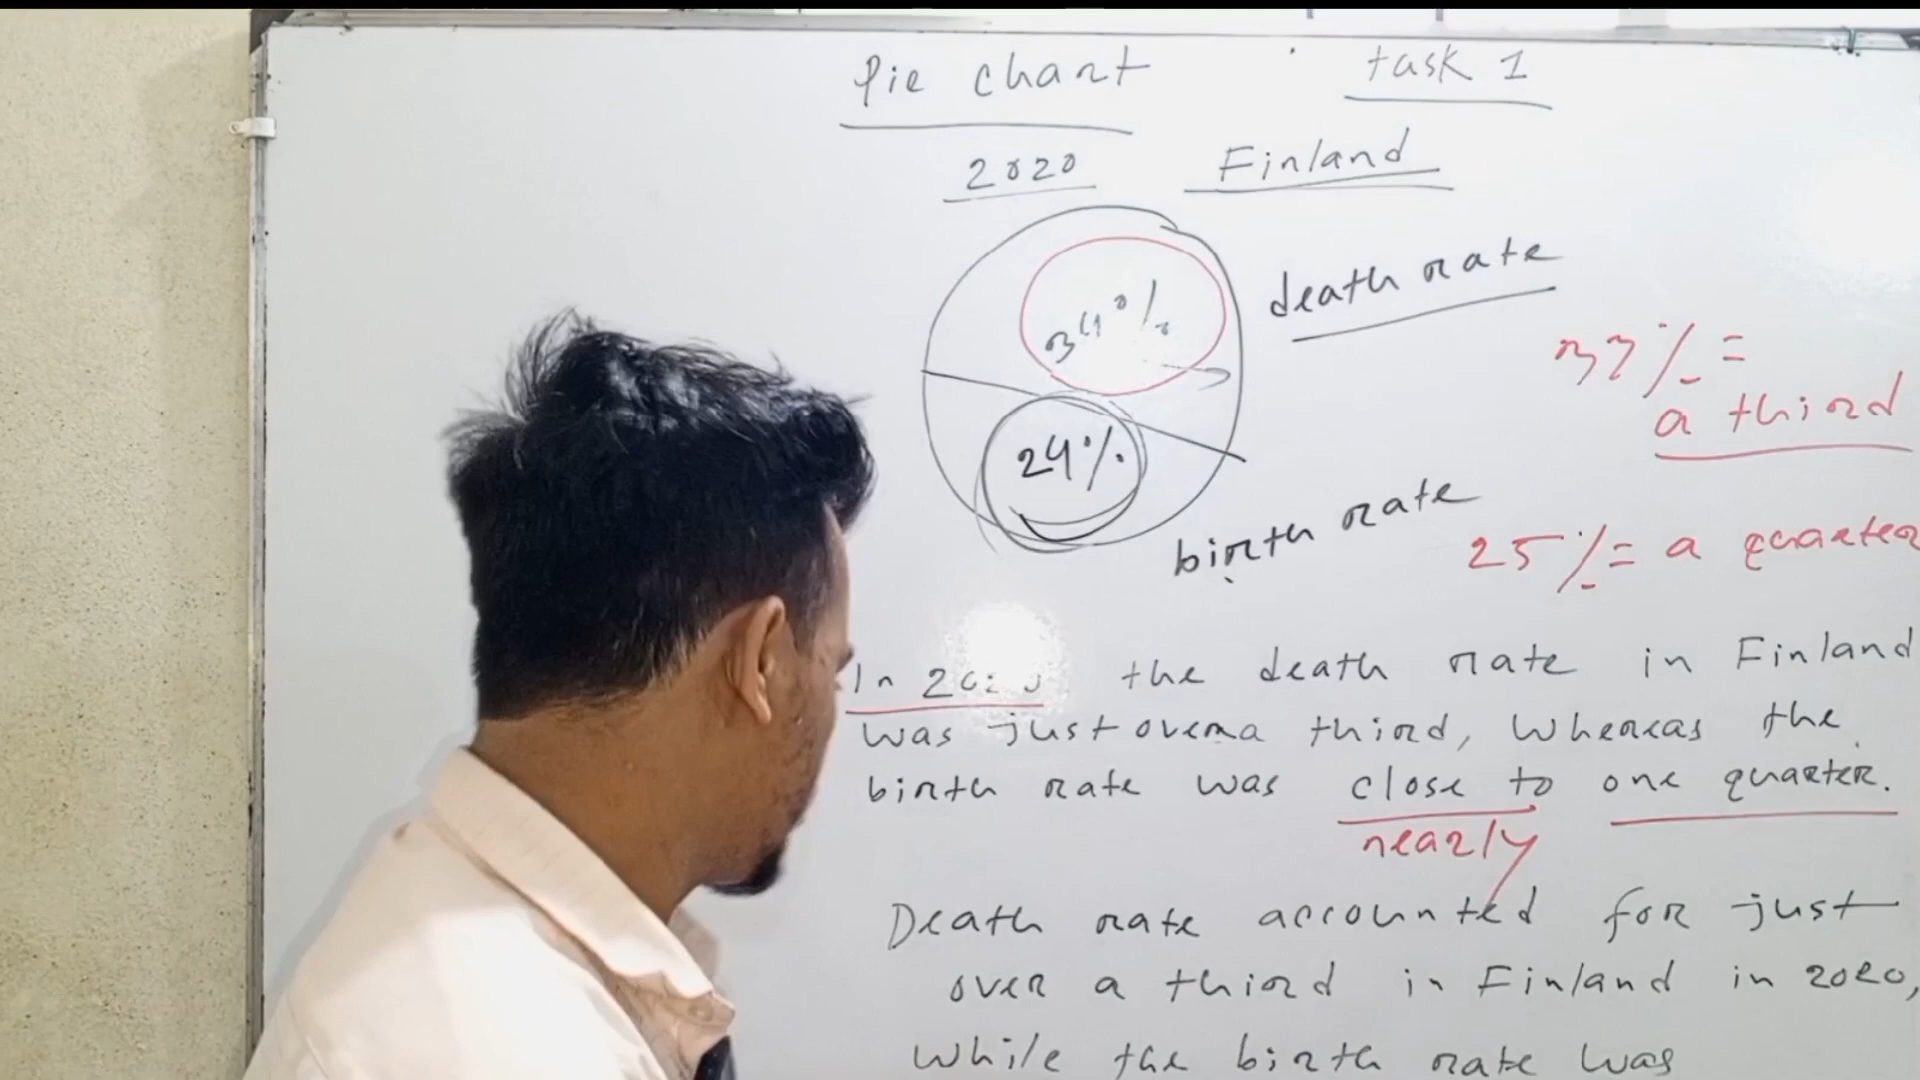 Pie chart task 1
2020 Finland
34% death rate
33% =
a third
24%
birth rate
25% = a quarter
In the death rate in Finland
was just over a third, whereas the
birth rate was close to one quarter.
nearly
Death rate accounted for just
over a third in Finland in 2020,
while the birth rate was